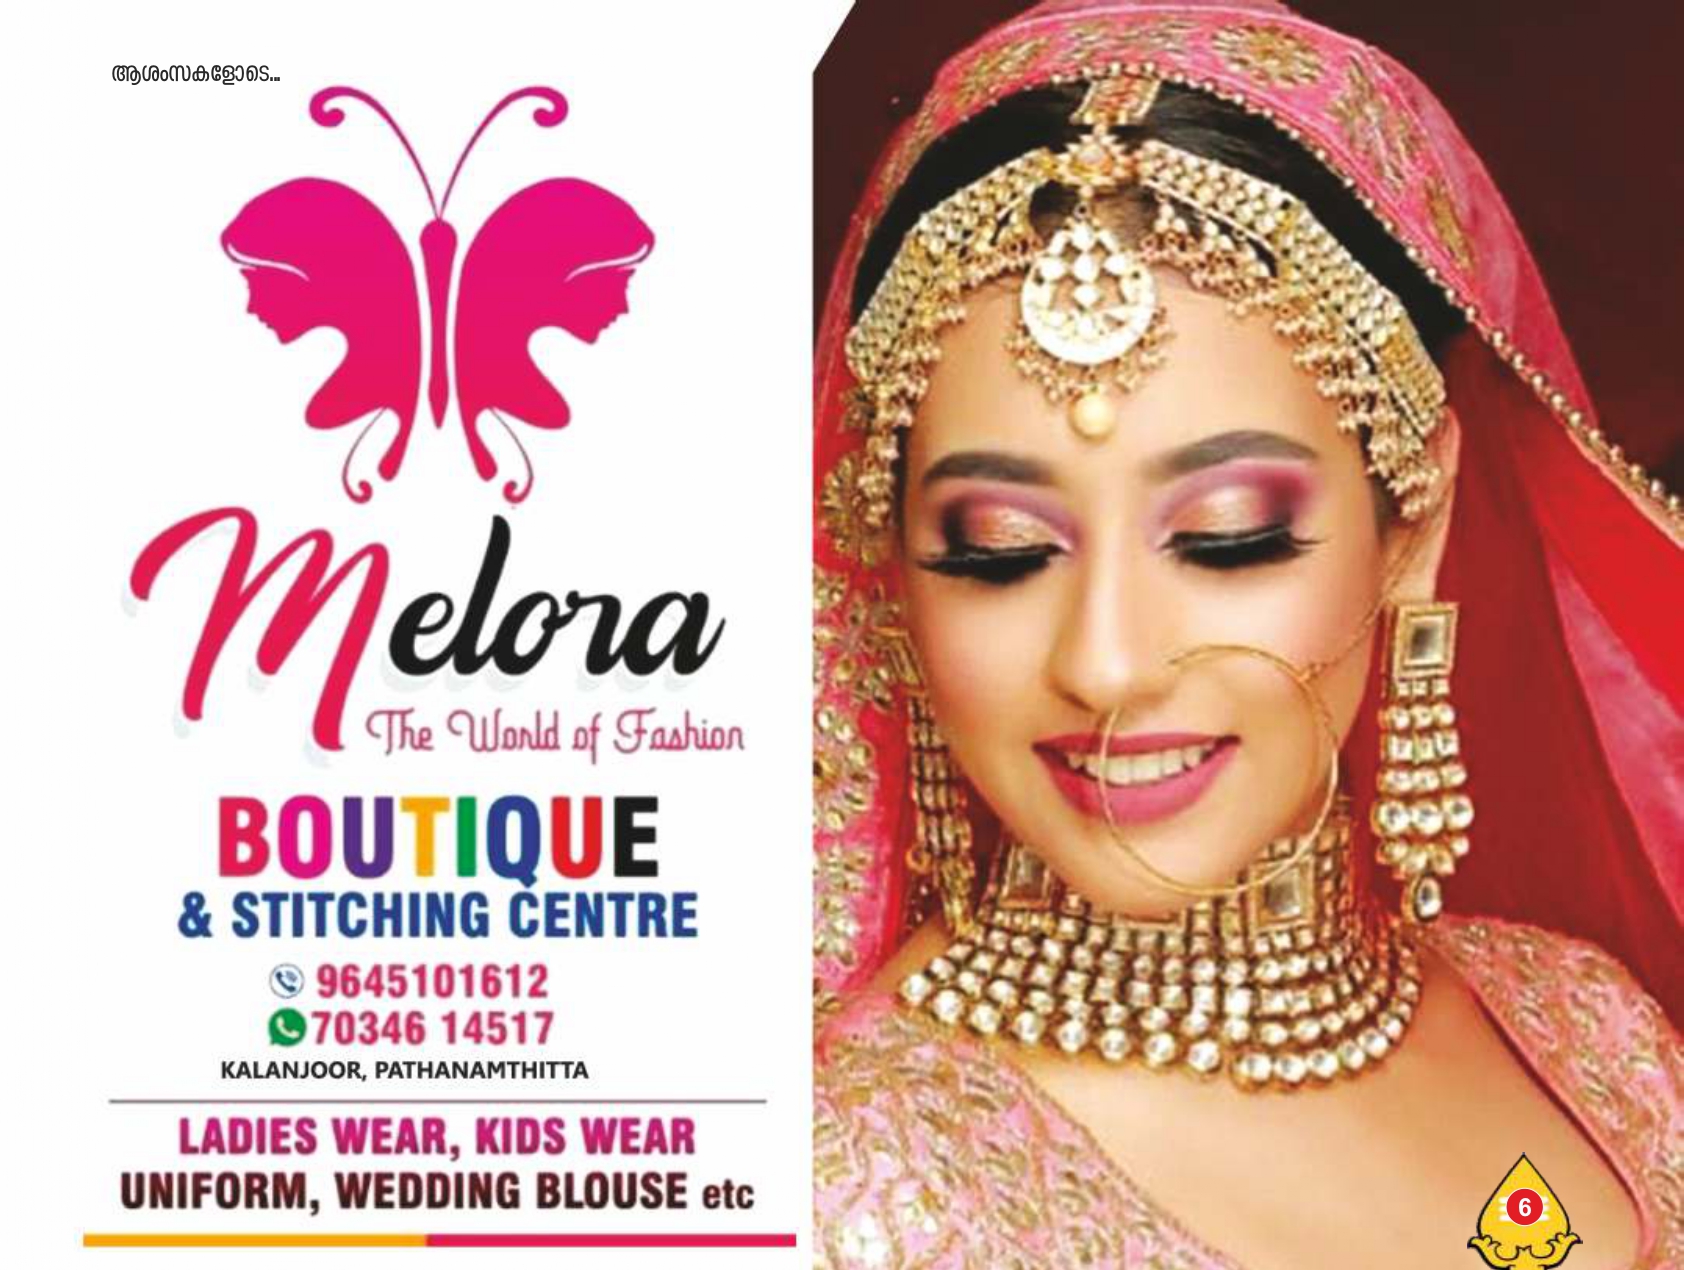 ആശംസകളോടെ...
Melora
The World of Fashion
BOUTIQUE
& STITCHING CENTRE
9645101612
70346 14517
KALANJOOR, PATHANAMTHITTA
LADIES WEAR, KIDS WEAR
UNIFORM, WEDDING BLOUSE etc
6